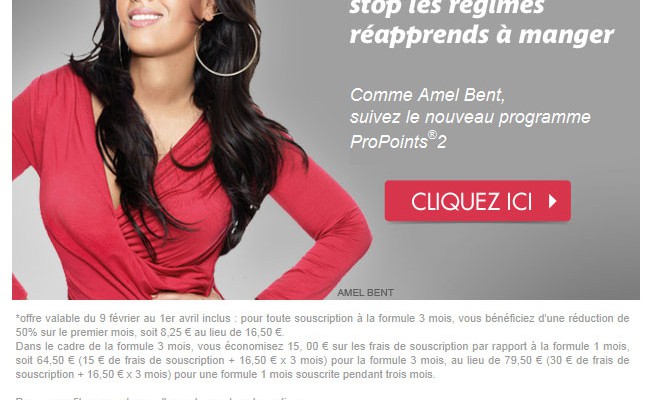 stop les régimes
réapprends à manger
Comme Amel Bent,
suivez le nouveau programme
ProPoints®2
CLIQUEZ ICI
AMEL BENT
*offre valable du 9 février au 1er avril inclus : pour toute souscription à la formule 3 mois, vous bénéficiez d'une réduction de
50% sur le premier mois, soit 8,25 € au lieu de 16,50 €.
Dans le cadre de la formule 3 mois, vous économisez 15, 00 € sur les frais de souscription par rapport à la formule 1 mois,
soit 64,50 € (15 € de frais de souscription + 16,50 € x 3 mois) pour la formule 3 mois, au lieu de 79,50 € (30 € de frais de
souscription + 16,50 € x 3 mois) pour une formule 1 mois souscrite pendant trois mois.